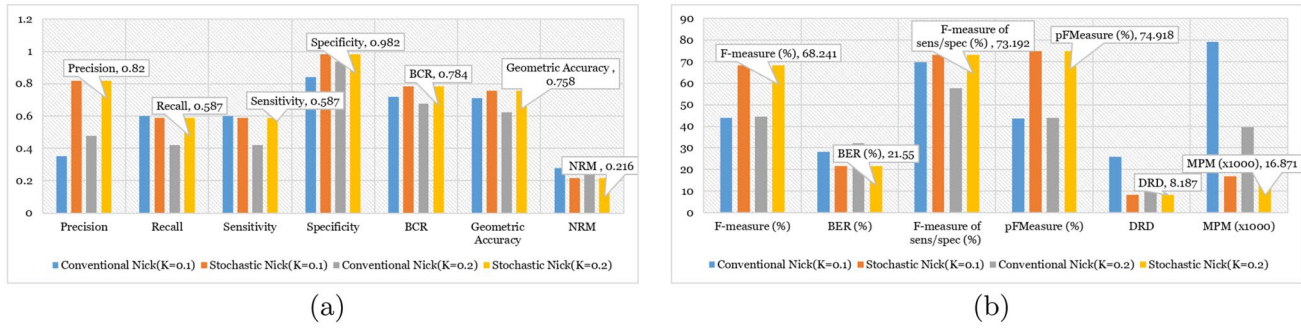 1.2
1
0.8
0.6
0.4
0.2
0
Precision, 0.82
Recall, 0.587
Sensitivity, 0.587
Specificity, 0.982
BCR, 0.784
Geometric Accuracy ,
0.758
NRM , 0.216
Precision
Recall
Sensitivity
Specificity
BCR
Geometric
Accuracy
NRM
Conventional Nick(K=0.1)
Stochastic Nick(K=0.1)
Conventional Nick(K=0.2)
Stochastic Nick(K=0.2)
(a)
90
80
70
60
50
40
30
20
10
0
F-measure (%), 68.241
BER (%), 21.55
F-measure of
sens/spec (%) , 73.192
pFMeasure (%), 74.918
DRD, 8.187
MPM (x1000), 16.871
F-measure (%)
BER (%)
F-measure of
sens/spec (%)
pFMeasure (%)
DRD
MPM (x1000)
Conventional Nick(K=0.1)
Stochastic Nick(K=0.1)
Conventional Nick(K=0.2)
Stochastic Nick(K=0.2)
(b)